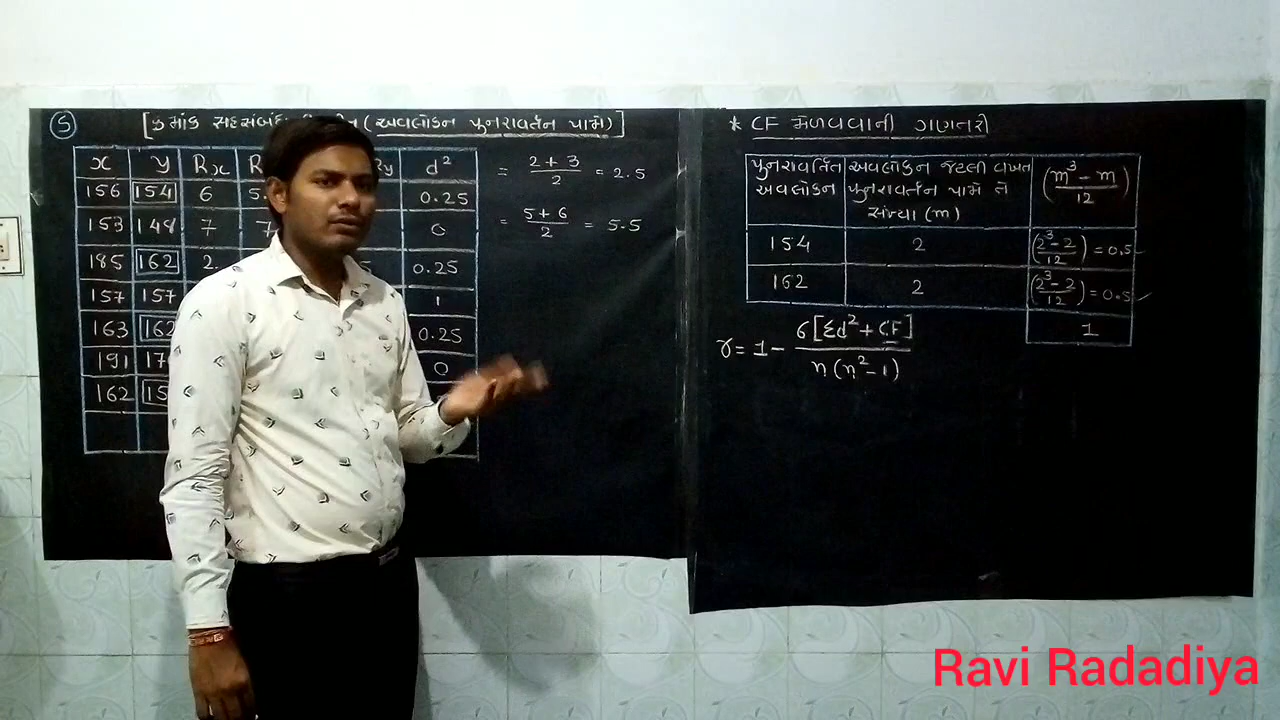 5
[ક્રમાંક સહસંબંધ (અવલોકન પુનરાવર્તન પામે)]
x y Rx Ry d²
156 154 6 5. 0.25
153 148 7 7 0
185 162 2. 0.25
157 157 1
163 162 0.25
191 17 0
162 15
= 2 + 3 / 2 = 2.5
= 5 + 6 / 2 = 5.5
* CF મેળવવાની ગણતરી
પુનરાવર્તિત અવલોકન
અવલોકન જેટલી વખત પુનરાવર્તન પામે તે સંખ્યા (m)
(m³ - m / 12)
154 2 (2³ - 2 / 12) = 0.5
162 2 (2³ - 2 / 12) = 0.5
1
r = 1 - 6[Σd² + CF] / n(n² - 1)
Ravi Radadiya